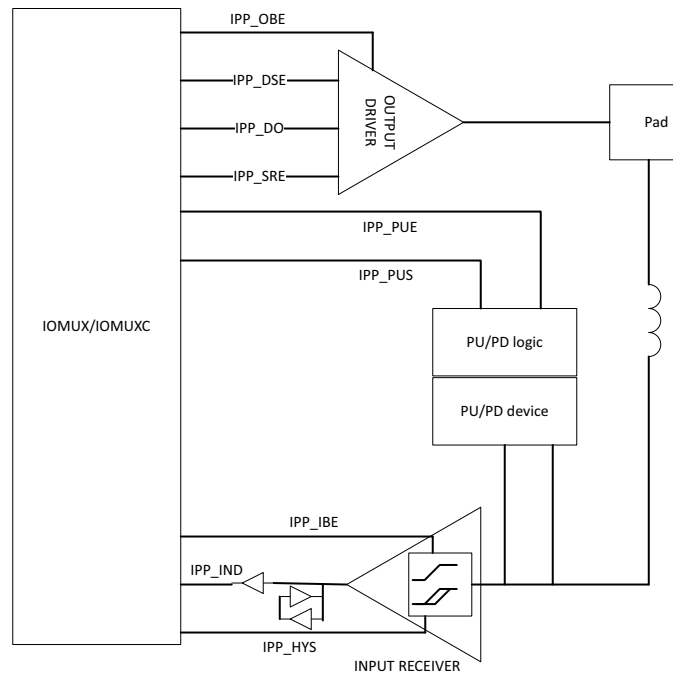 IPP_OBE
IPP_DSE
OUTPUT
DRIVER
Pad
IPP_DO
IPP_SRE
IPP_PUE
IPP_PUS
IOMUX/IOMUXC
PU/PD logic
PU/PD device
IPP_IBE
IPP_IND
IPP_HYS
INPUT RECEIVER